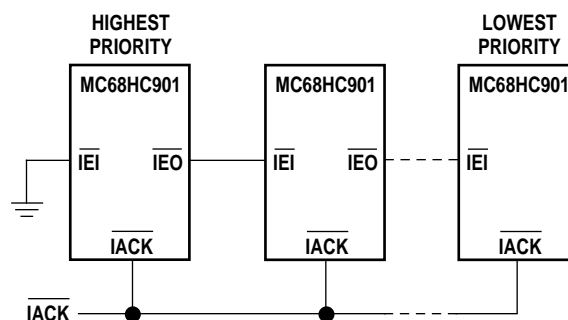 HIGHEST
PRIORITY
LOWEST
PRIORITY
MC68HC901
MC68HC901
MC68HC901
IEI
IEO
IEI
IEO
IEI
IACK
IACK
IACK
IACK